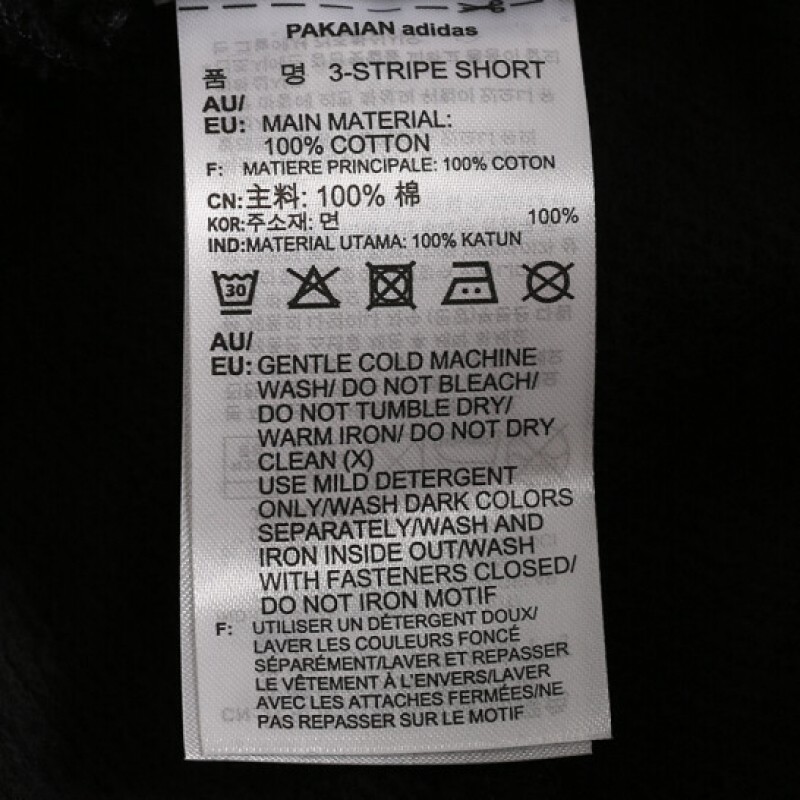 PAKAIAN adidas
품 명 3-STRIPE SHORT
AU/
EU: MAIN MATERIAL:
100% COTTON
F: MATIERE PRINCIPALE: 100% COTON
CN:主料: 100% 棉
KOR:주소재: 면 100%
IND:MATERIAL UTAMA: 100% KATUN
30
AU/
EU: GENTLE COLD MACHINE
WASH/ DO NOT BLEACH/
DO NOT TUMBLE DRY/
WARM IRON/ DO NOT DRY
CLEAN (X)
USE MILD DETERGENT
ONLY/WASH DARK COLORS
SEPARATELY/WASH AND
IRON INSIDE OUT/WASH
WITH FASTENERS CLOSED/
DO NOT IRON MOTIF
F: UTILISER UN DÉTERGENT DOUX/
LAVER LES COULEURS FONCÉ
SÉPARÉMENT/LAVER ET REPASSER
LE VÊTEMENT À L'ENVERS/LAVER
AVEC LES ATTACHES FERMÉES/NE
PAS REPASSER SUR LE MOTIF